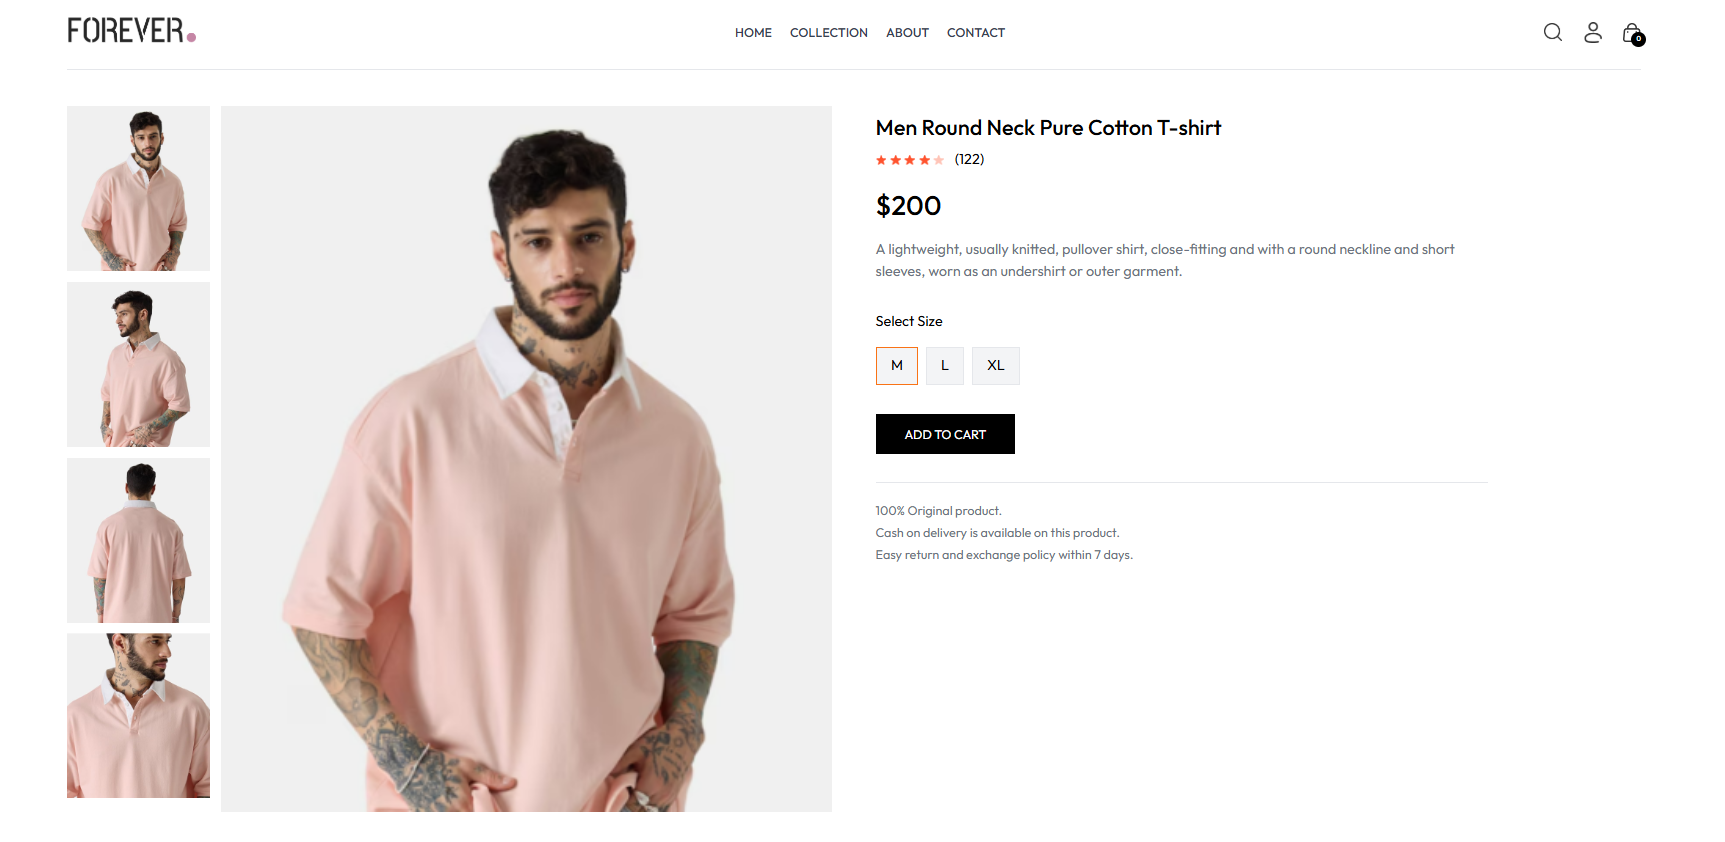 FOREVER.
HOME COLLECTION ABOUT CONTACT
0
Men Round Neck Pure Cotton T-shirt
(122)
$200
A lightweight, usually knitted, pullover shirt, close-fitting and with a round neckline and short
sleeves, worn as an undershirt or outer garment.
Select Size
M L XL
ADD TO CART
100% Original product.
Cash on delivery is available on this product.
Easy return and exchange policy within 7 days.